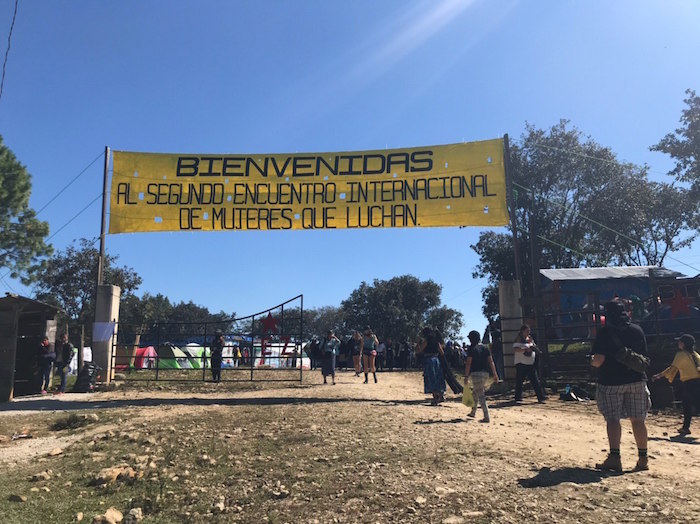 BIENVENIDAS
AL SEGUNDO ENCUENTRO INTERNACIONAL
DE MUJERES QUE LUCHAN.